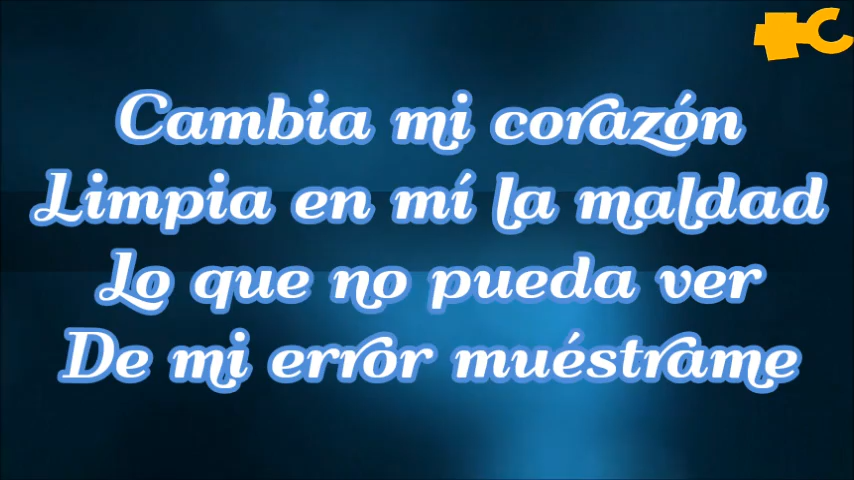 Cambia mi corazón
Limpia en mí la maldad
Lo que no pueda ver
De mi error muéstrame